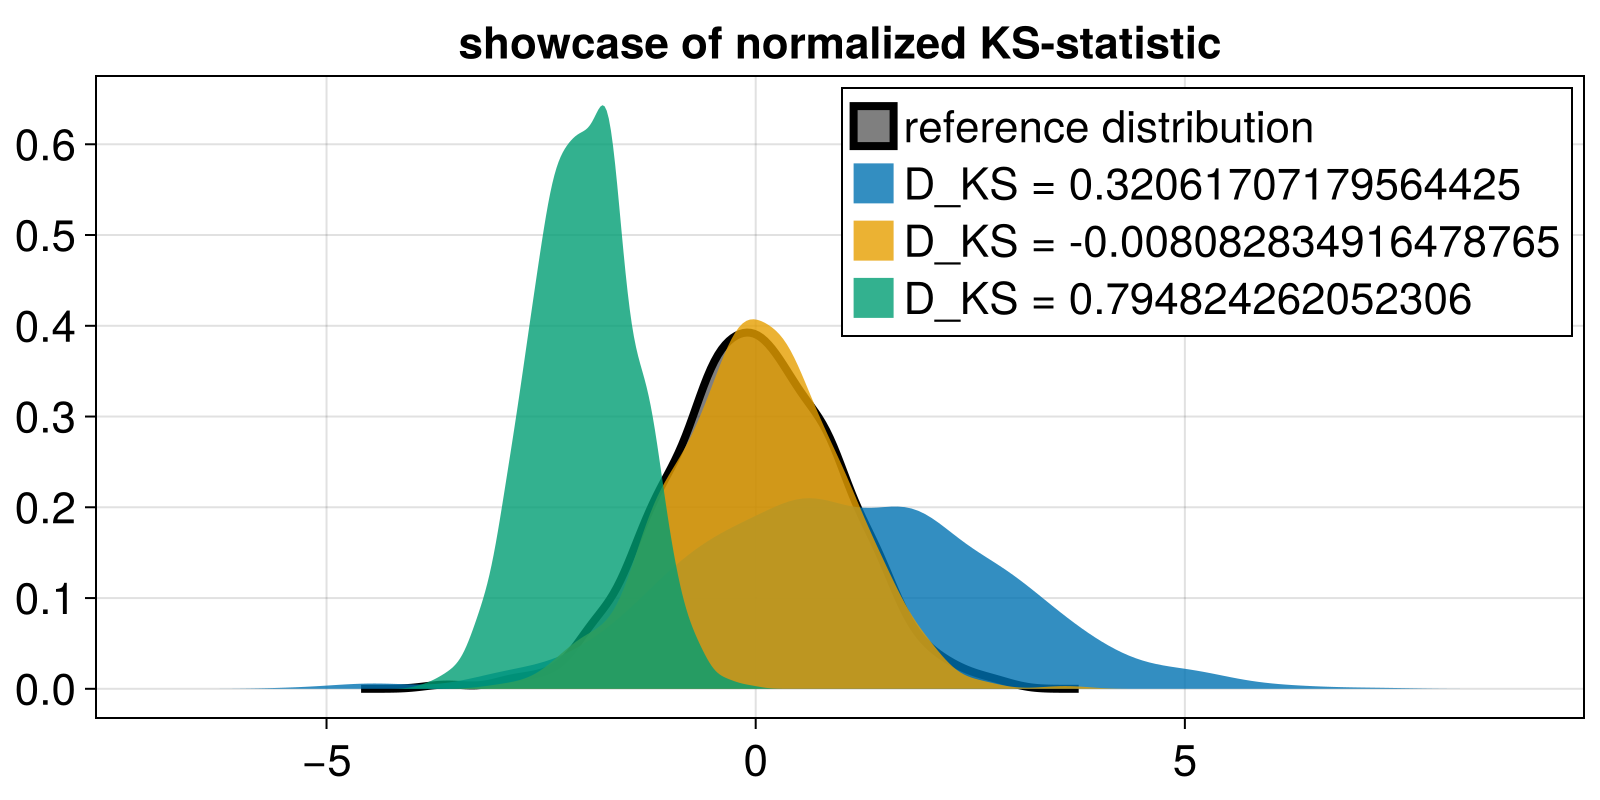 showcase of normalized KS-statistic
reference distribution
D_KS = 0.32061707179564425
D_KS = -0.008082834916478765
D_KS = 0.794824262052306
0.6
0.5
0.4
0.3
0.2
0.1
0.0
−5
0
5